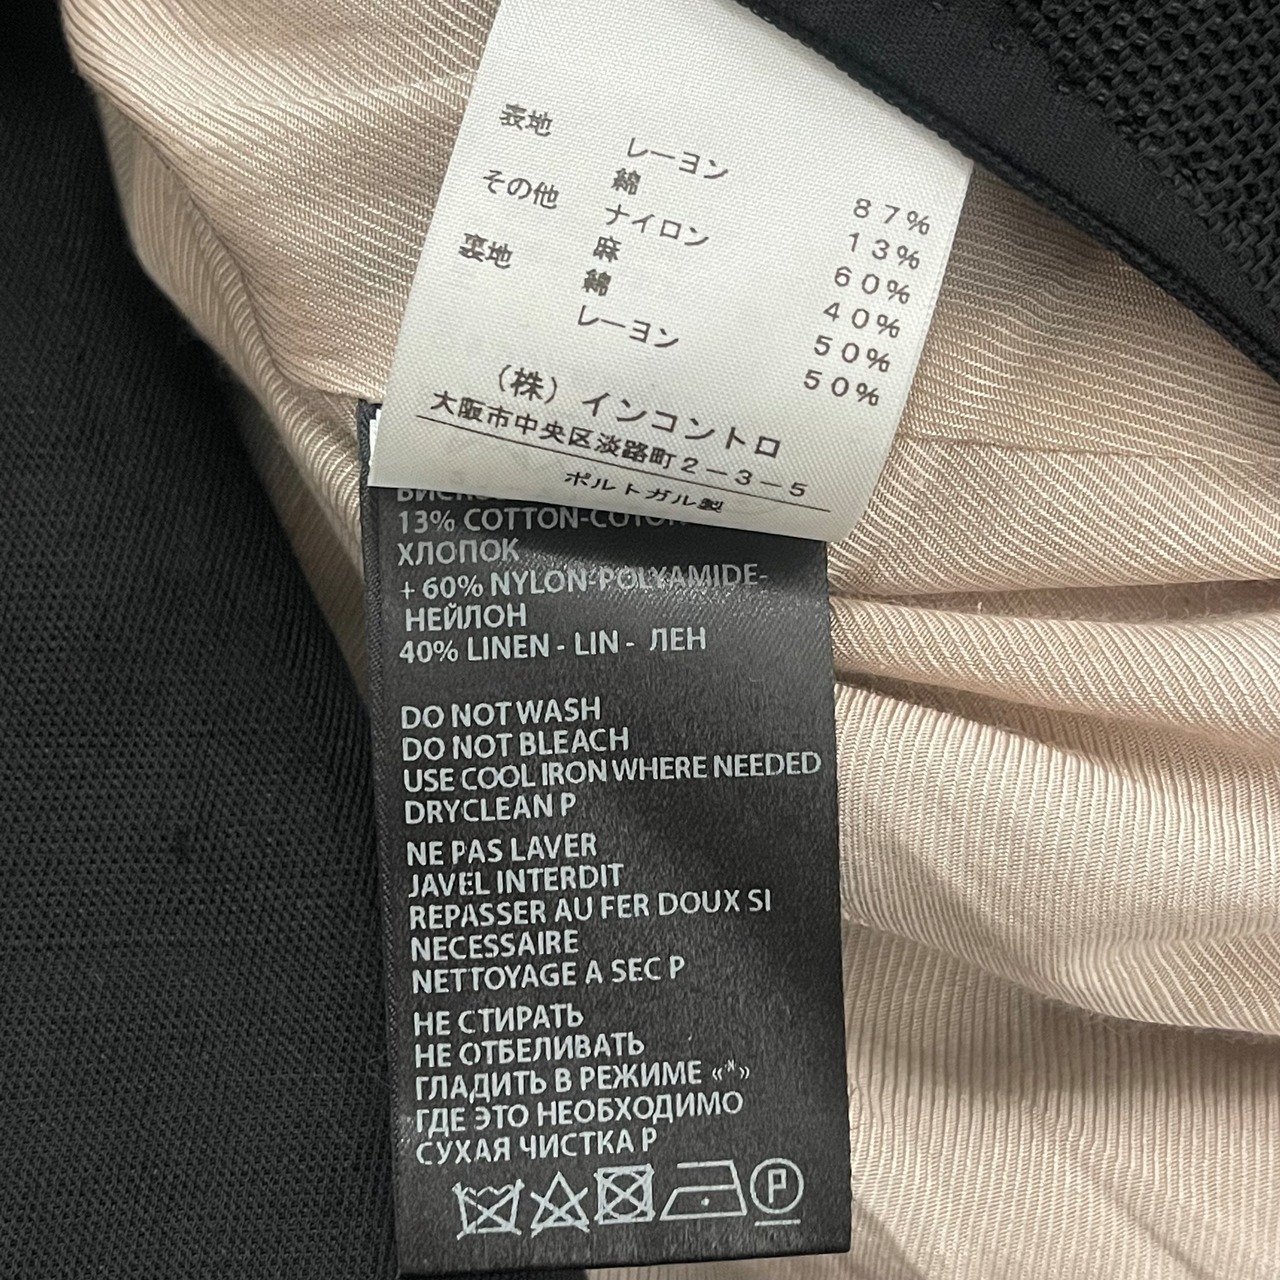 表地 レーヨン 87%
綿 13%
その他 ナイロン 60%
麻 40%
裏地 綿 50%
レーヨン 50%
(株)インコントロ
大阪市中央区淡路町2-3-5
ポルトガル製
13% COTTON-COTON
ХЛОПОК
+ 60% NYLON-POLYAMIDE-
НЕЙЛОН
40% LINEN - LIN - ЛЕН
DO NOT WASH
DO NOT BLEACH
USE COOL IRON WHERE NEEDED
DRYCLEAN P
NE PAS LAVER
JAVEL INTERDIT
REPASSER AU FER DOUX SI
NECESSAIRE
NETTOYAGE A SEC P
НЕ СТИРАТЬ
НЕ ОТБЕЛИВАТЬ
ГЛАДИТЬ В РЕЖИМЕ «*»
ГДЕ ЭТО НЕОБХОДИМО
СУХАЯ ЧИСТКА P
P